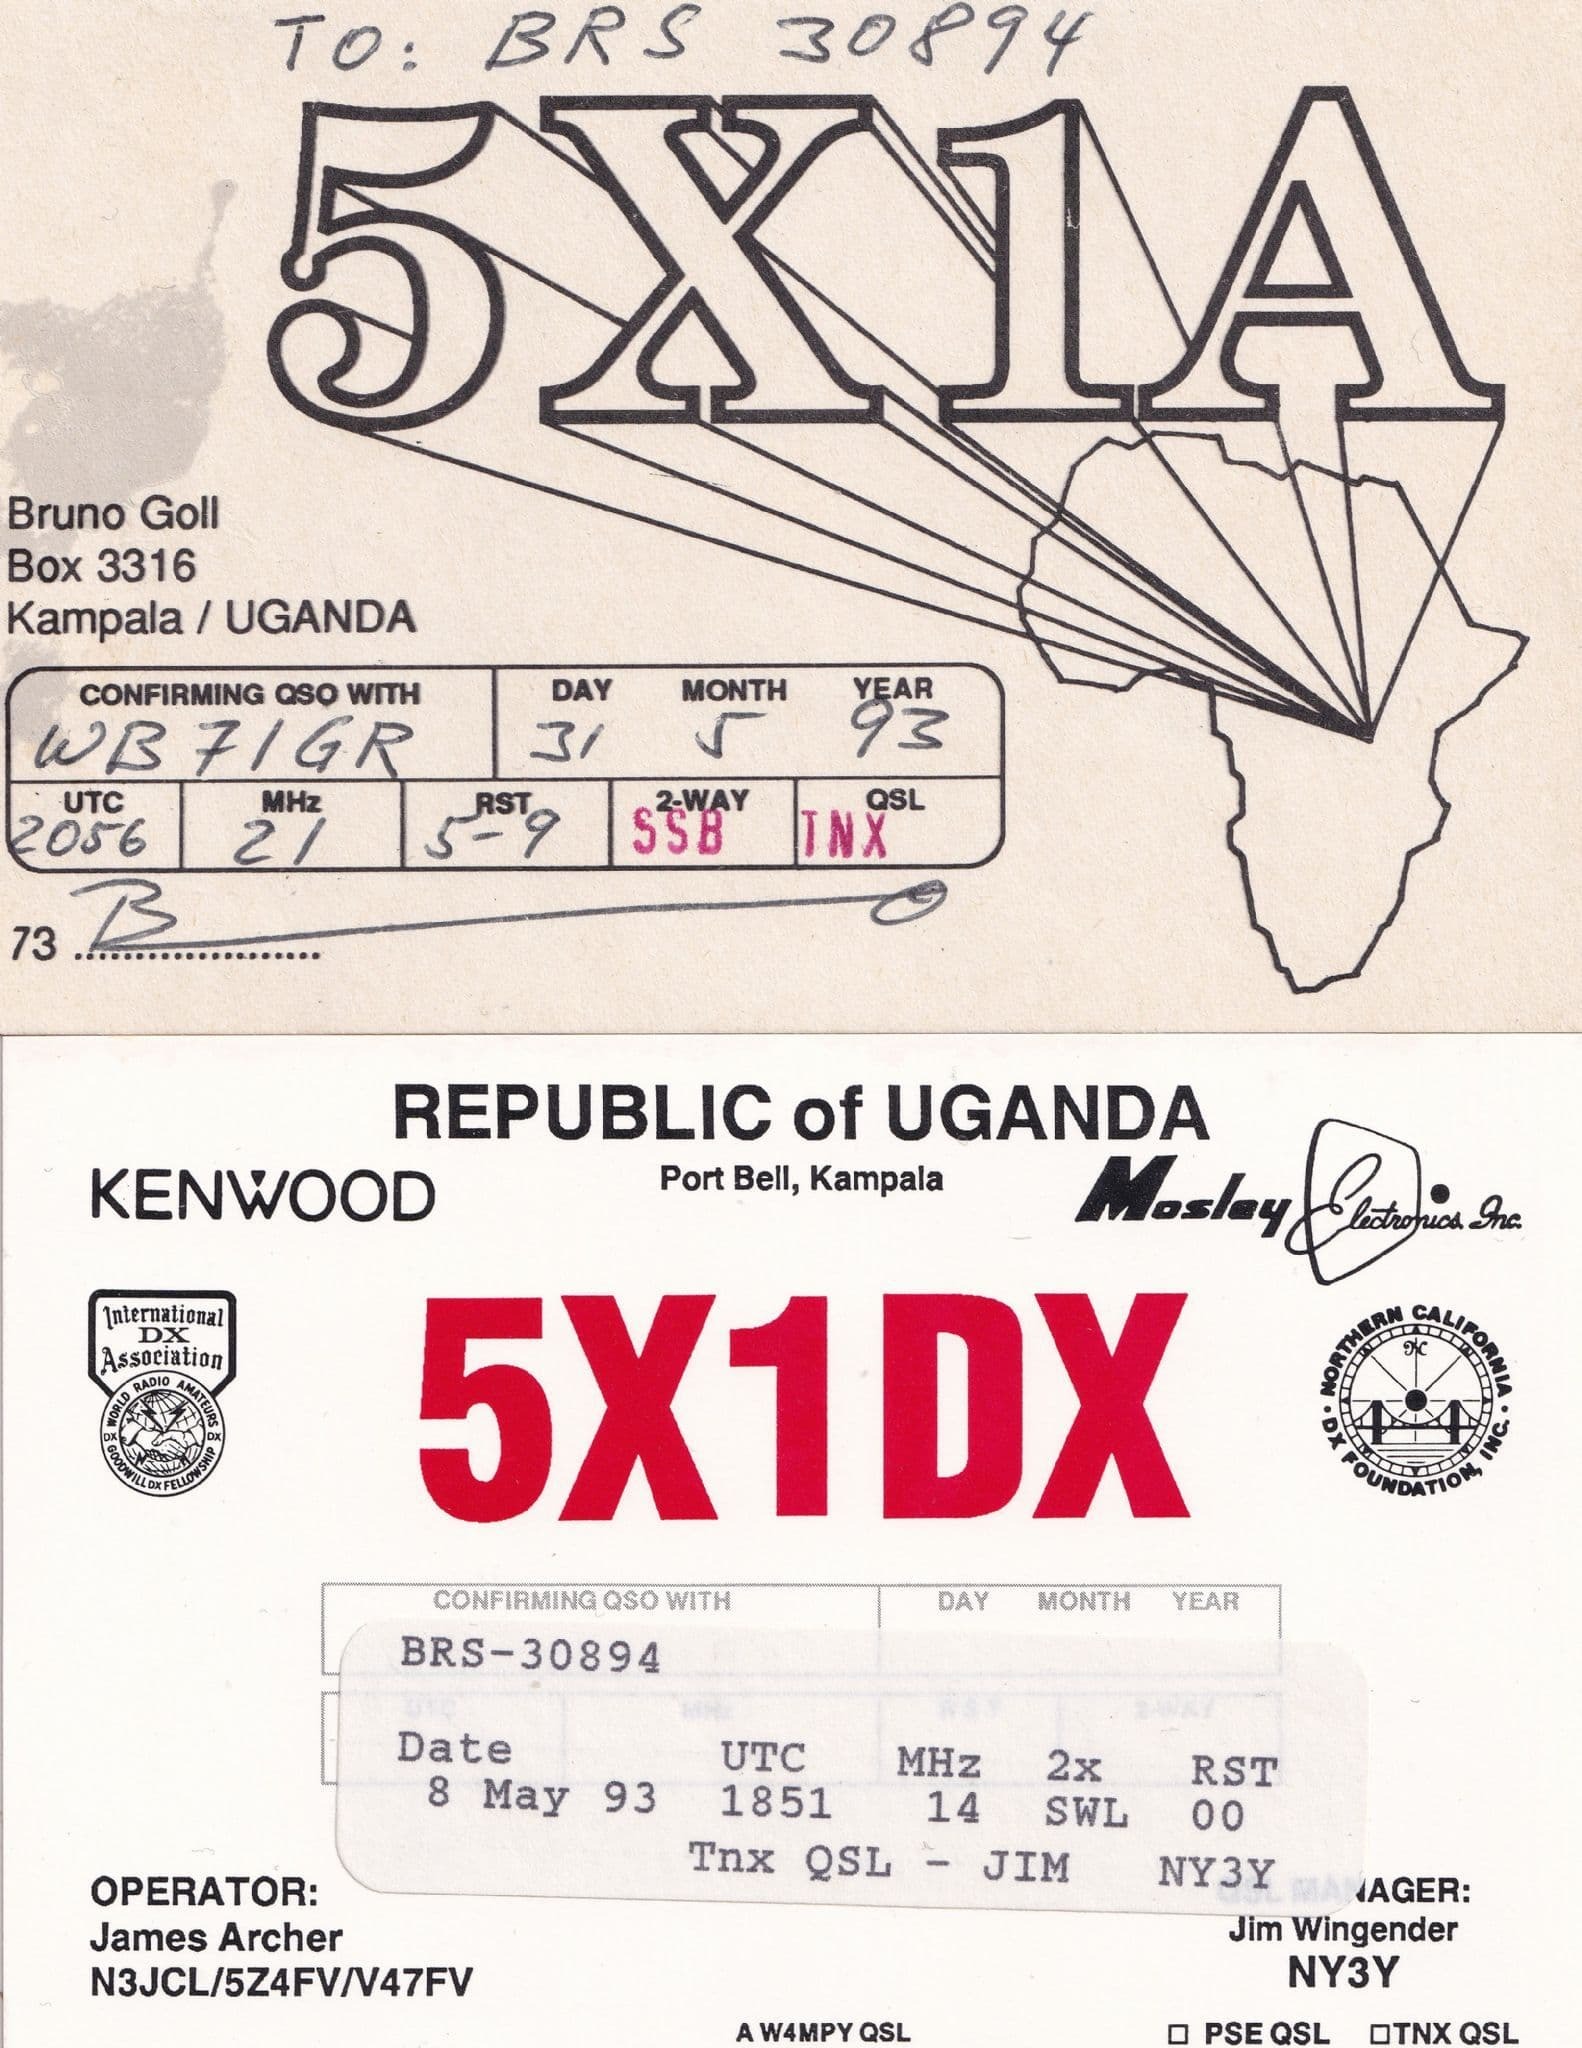 TO: BRS 30894
5X1A
Bruno Goll
Box 3316
Kampala / UGANDA
CONFIRMING QSO WITH DAY MONTH YEAR
WB7IGR 31 5 93
UTC MHz RST 2-WAY QSL
2056 21 5-9 SSB TNX
73 ....................
REPUBLIC of UGANDA
Port Bell, Kampala
KENWOOD
Mosley Electronics, Inc.
International
DX
Association
WORLD RADIO AMATEURS
DX DX
GOODWILL DX FELLOWSHIP
5X1DX
NORTHERN CALIFORNIA
DX FOUNDATION, INC.
CONFIRMING QSO WITH DAY MONTH YEAR
BRS-30894
Date UTC MHz 2x RST
8 May 93 1851 14 SWL 00
Tnx QSL - JIM NY3Y
OPERATOR:
James Archer
N3JCL/5Z4FV/V47FV
NAGER:
Jim Wingender
NY3Y
A W4MPY QSL
☐ PSE QSL ☐ TNX QSL